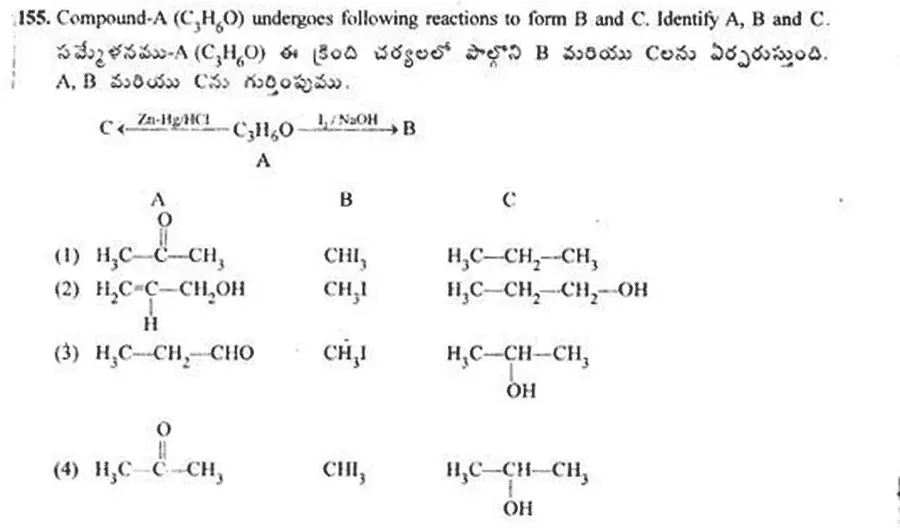 155. Compound-A (C₃H₆O) undergoes following reactions to form B and C. Identify A, B and C.
సమ్మేళనము-A (C₃H₆O) ఈ క్రింది చర్యలలో పాల్గొని B మరియు Cలను ఏర్పరుస్తుంది.
A, B మరియు Cను గుర్తింపుము.
C ← Zn-Hg/HCl C₃H₆O I₂/NaOH → B
A
A B C
O
(1) H₃C—C—CH₃ CHI₃ H₃C—CH₂—CH₃
(2) H₂C=C—CH₂OH CH₃I H₃C—CH₂—CH₂—OH
H
(3) H₃C—CH₂—CHO CH₃I H₃C—CH—CH₃
OH
O
(4) H₃C—C—CH₃ CHI₃ H₃C—CH—CH₃
OH